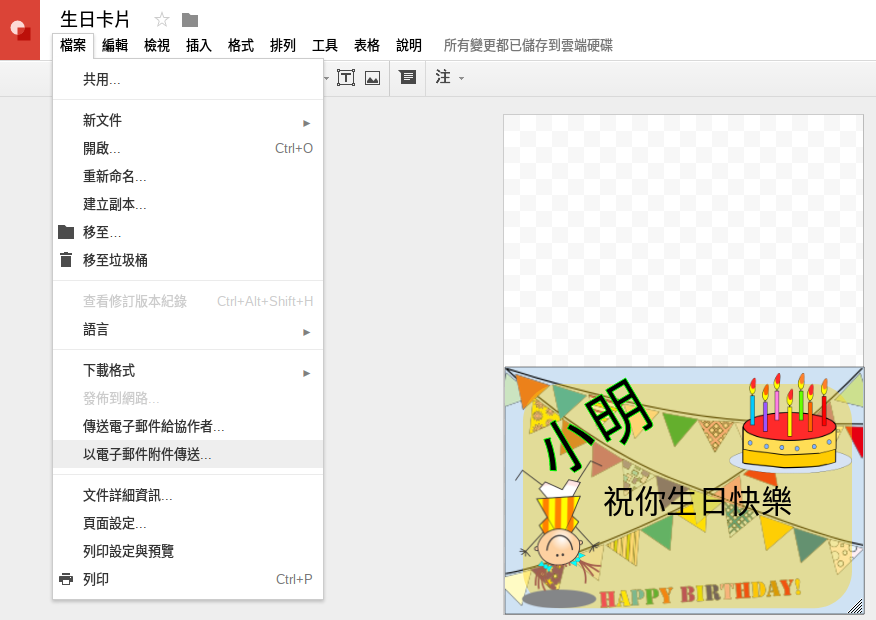 生日卡片
檔案 編輯 檢視 插入 格式 排列 工具 表格 說明 所有變更都已儲存到雲端硬碟
共用...
注
新文件
開啟... Ctrl+O
重新命名...
建立副本...
移至...
移至垃圾桶
查看修訂版本紀錄 Ctrl+Alt+Shift+H
語言
下載格式
發佈到網路...
傳送電子郵件給協作者...
以電子郵件附件傳送...
文件詳細資訊...
頁面設定...
列印設定與預覽
列印 Ctrl+P
小明
祝你生日快樂
HAPPY BIRTHDAY!